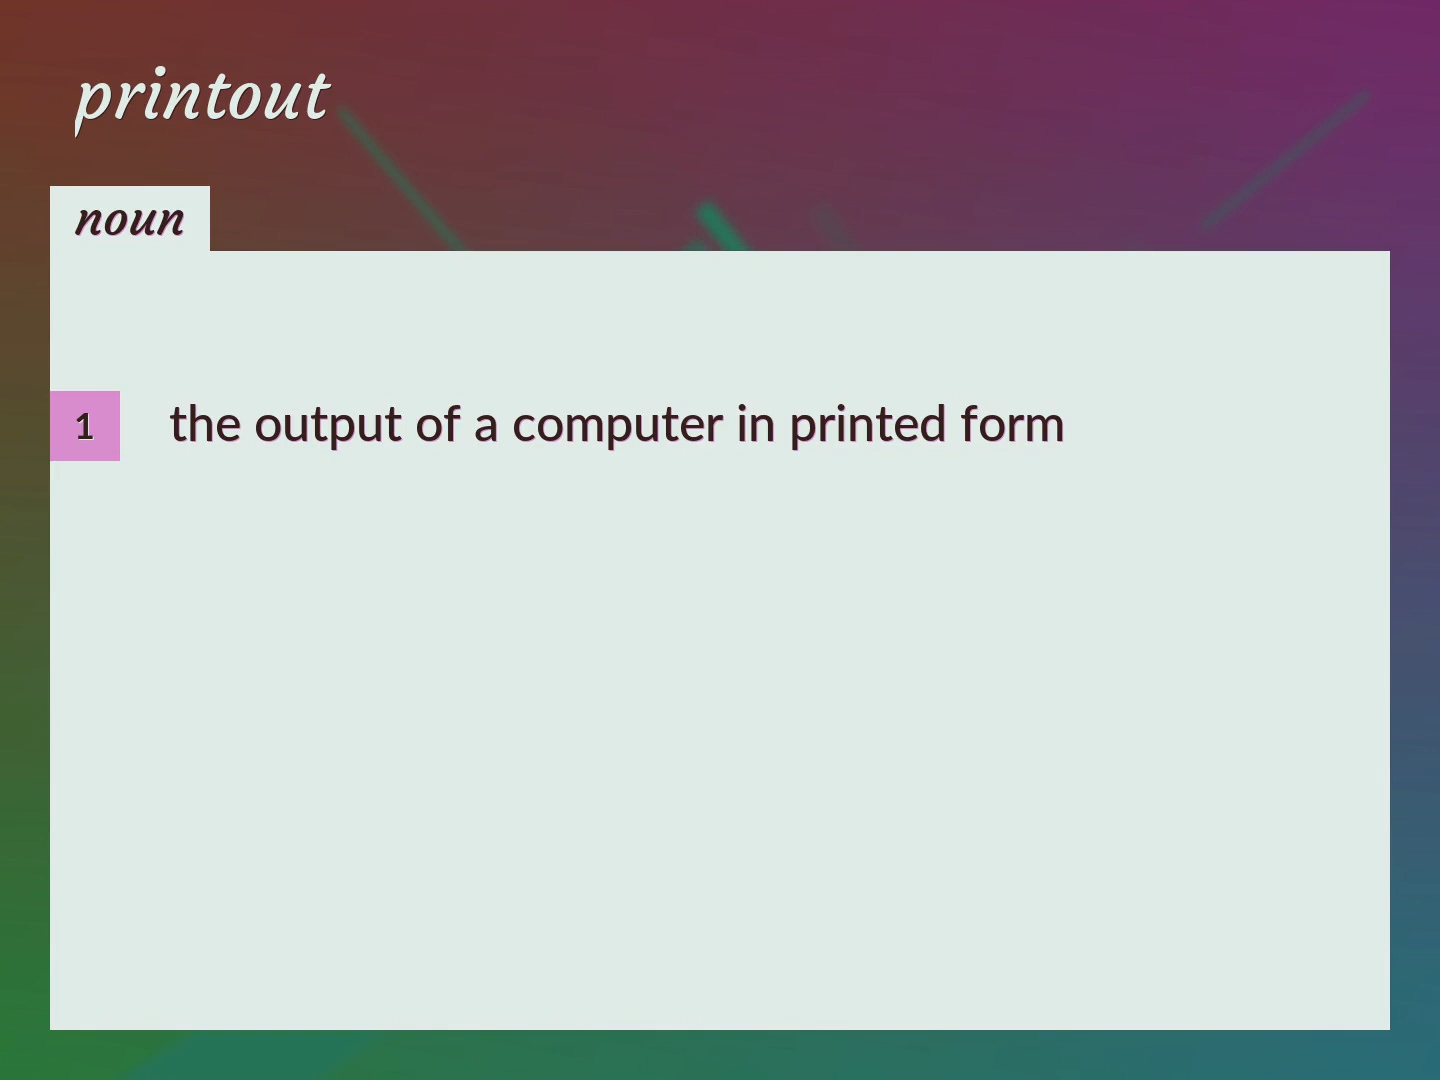 printout
noun
1 the output of a computer in printed form